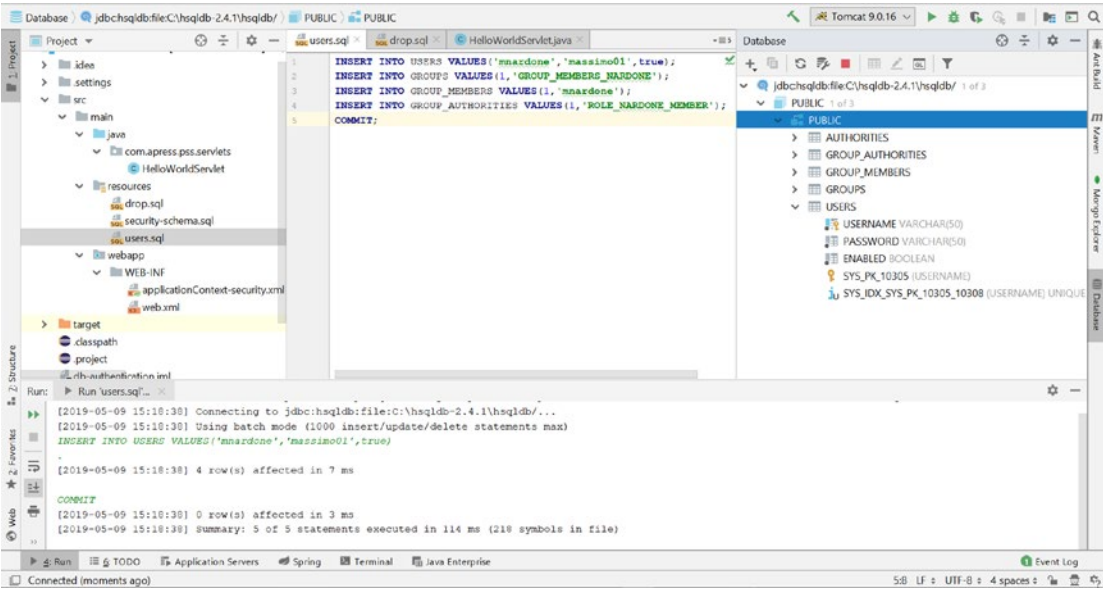 Database jdbc:hsqldb:file:C:\hsqldb-2.4.1\hsqldb/ PUBLIC PUBLIC
Tomcat 9.0.16
1: Project
Project
.idea
.settings
src
main
java
com.apress.pss.servlets
HelloWorldServlet
resources
drop.sql
security-schema.sql
users.sql
webapp
WEB-INF
applicationContext-security.xml
web.xml
target
.classpath
.project
db-authentication.iml
users.sql
drop.sql
HelloWorldServlet.java
1 INSERT INTO USERS VALUES('mnardone','massimo01',true);
2 INSERT INTO GROUPS VALUES(1,'GROUP_MEMBERS_NARDONE');
3 INSERT INTO GROUP_MEMBERS VALUES(1,'mnardone');
4 INSERT INTO GROUP_AUTHORITIES VALUES(1,'ROLE_NARDONE_MEMBER');
5 COMMIT;
Database
jdbc:hsqldb:file:C:\hsqldb-2.4.1\hsqldb/ 1 of 3
PUBLIC 1 of 3
PUBLIC
AUTHORITIES
GROUP_AUTHORITIES
GROUP_MEMBERS
GROUPS
USERS
USERNAME VARCHAR(50)
PASSWORD VARCHAR(50)
ENABLED BOOLEAN
SYS_PK_10305 (USERNAME)
SYS_IDX_SYS_PK_10305_10308 (USERNAME) UNIQUE
Ant Build
Maven
Mongo Explorer
Database
Z: Structure
2: Favorites
Web
Run: Run 'users.sql'...
[2019-05-09 15:18:38] Connecting to jdbc:hsqldb:file:C:\hsqldb-2.4.1\hsqldb/...
[2019-05-09 15:18:38] Using batch mode (1000 insert/update/delete statements max)
INSERT INTO USERS VALUES('mnardone','massimo01',true)
.
[2019-05-09 15:18:38] 4 row(s) affected in 7 ms
COMMIT
[2019-05-09 15:18:38] 0 row(s) affected in 3 ms
[2019-05-09 15:18:38] Summary: 5 of 5 statements executed in 114 ms (218 symbols in file)
4: Run 6: TODO Application Servers Spring Terminal Java Enterprise
1 Event Log
Connected (moments ago)
5:8 LF UTF-8 4 spaces